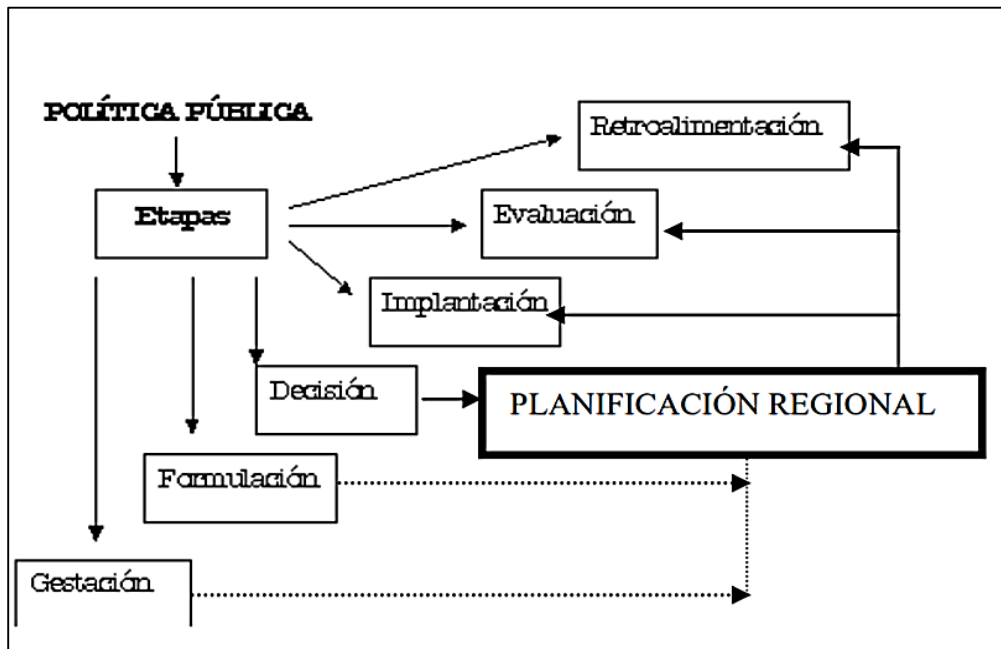 POLÍTICA PÚBLICA
Retroalimentación
Etapas
Evaluación
Implantación
Decisión
PLANIFICACIÓN REGIONAL
Formulación
Gestación